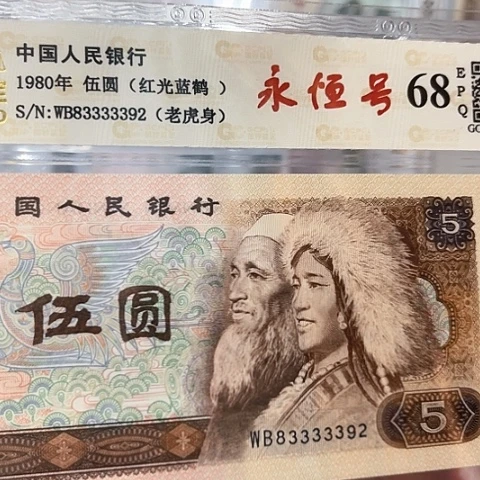 中国人民银行
1980年 伍圆（红光蓝鹤 ）
S/N:WB83333392（老虎身）
永恒号
68
EPQ
国人民银行
5
伍圆
WB83333392
5